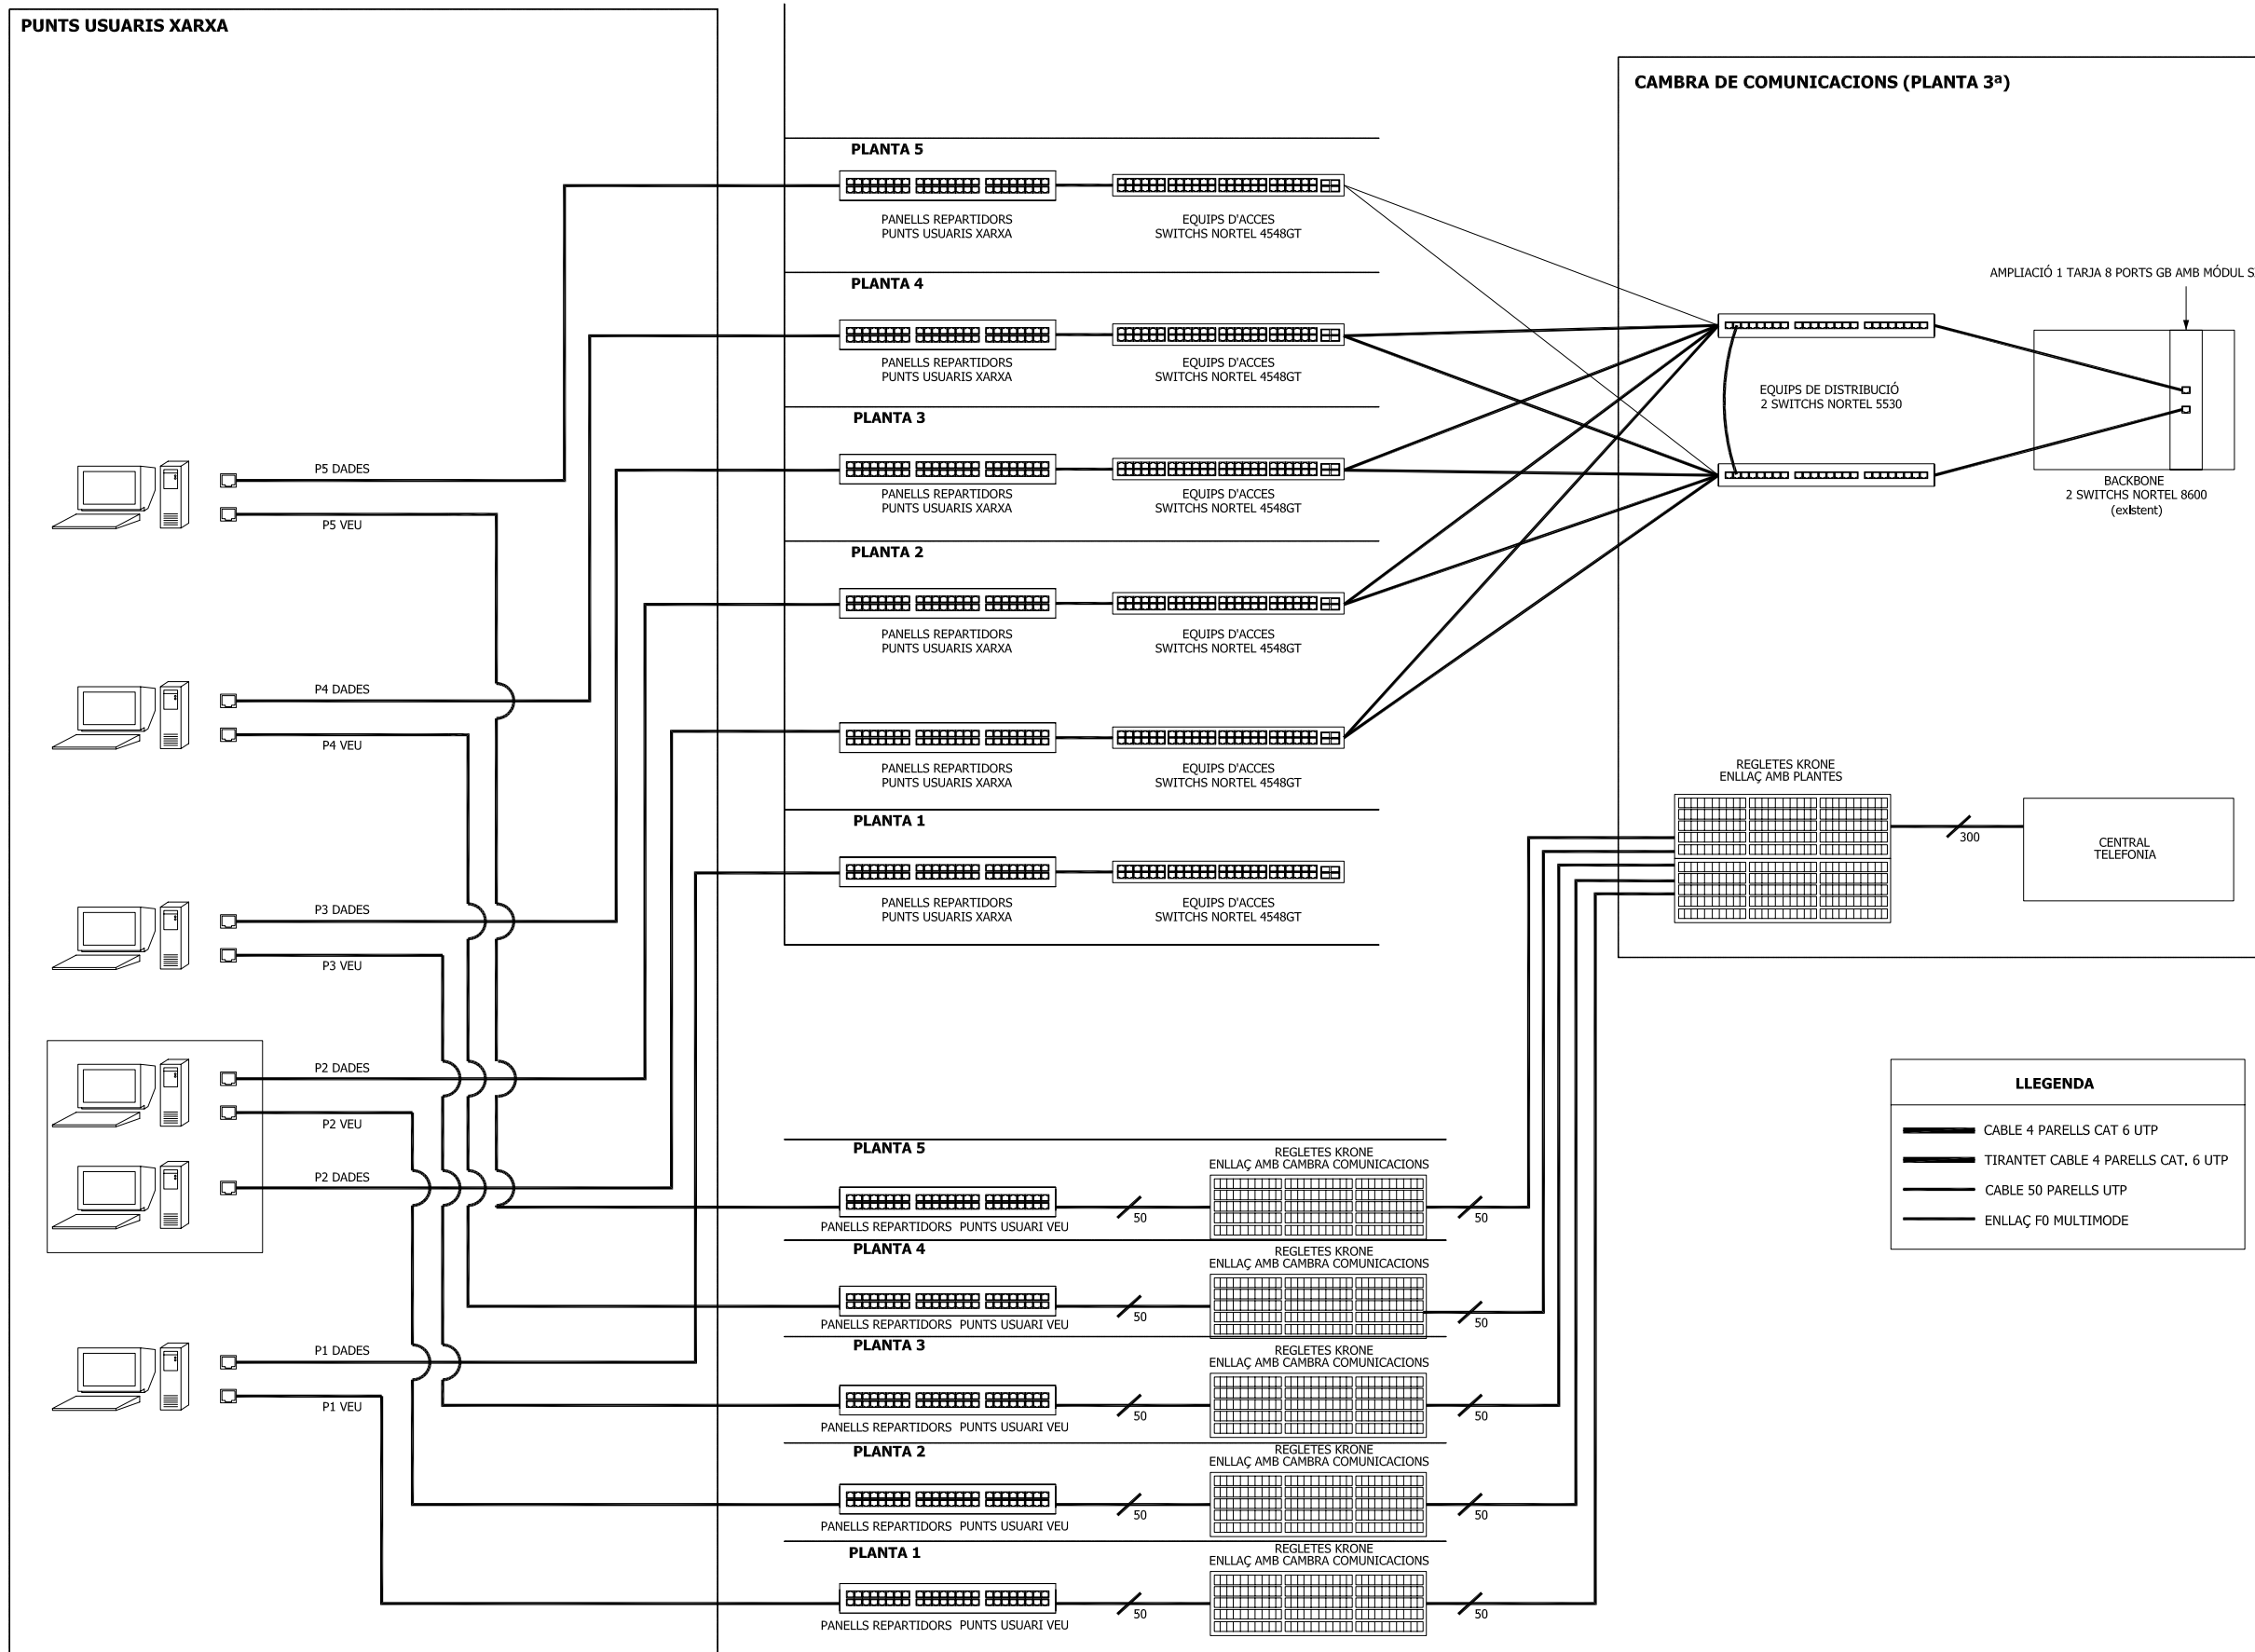 PUNTS USUARIS XARXA
P5 DADES
P5 VEU
P4 DADES
P4 VEU
P3 DADES
P3 VEU
P2 DADES
P2 VEU
P2 DADES
P1 DADES
P1 VEU
PLANTA 5
PANELLS REPARTIDORS
PUNTS USUARIS XARXA
EQUIPS D'ACCES
SWITCHS NORTEL 4548GT
PLANTA 4
PANELLS REPARTIDORS
PUNTS USUARIS XARXA
EQUIPS D'ACCES
SWITCHS NORTEL 4548GT
PLANTA 3
PANELLS REPARTIDORS
PUNTS USUARIS XARXA
EQUIPS D'ACCES
SWITCHS NORTEL 4548GT
PLANTA 2
PANELLS REPARTIDORS
PUNTS USUARIS XARXA
EQUIPS D'ACCES
SWITCHS NORTEL 4548GT
PANELLS REPARTIDORS
PUNTS USUARIS XARXA
EQUIPS D'ACCES
SWITCHS NORTEL 4548GT
PLANTA 1
PANELLS REPARTIDORS
PUNTS USUARIS XARXA
EQUIPS D'ACCES
SWITCHS NORTEL 4548GT
CAMBRA DE COMUNICACIONS (PLANTA 3ª)
AMPLIACIÓ 1 TARJA 8 PORTS GB AMB MÓDUL
EQUIPS DE DISTRIBUCIÓ
2 SWITCHS NORTEL 5530
BACKBONE
2 SWITCHS NORTEL 8600
(existent)
REGLETES KRONE
ENLLAÇ AMB PLANTES
300
CENTRAL
TELEFONIA
PLANTA 5
REGLETES KRONE
ENLLAÇ AMB CAMBRA COMUNICACIONS
PANELLS REPARTIDORS PUNTS USUARI VEU
50
50
PLANTA 4
REGLETES KRONE
ENLLAÇ AMB CAMBRA COMUNICACIONS
PANELLS REPARTIDORS PUNTS USUARI VEU
50
50
PLANTA 3
REGLETES KRONE
ENLLAÇ AMB CAMBRA COMUNICACIONS
PANELLS REPARTIDORS PUNTS USUARI VEU
50
50
PLANTA 2
REGLETES KRONE
ENLLAÇ AMB CAMBRA COMUNICACIONS
PANELLS REPARTIDORS PUNTS USUARI VEU
50
50
PLANTA 1
REGLETES KRONE
ENLLAÇ AMB CAMBRA COMUNICACIONS
PANELLS REPARTIDORS PUNTS USUARI VEU
50
50
LLEGENDA
CABLE 4 PARELLS CAT 6 UTP
TIRANTET CABLE 4 PARELLS CAT. 6 UTP
CABLE 50 PARELLS UTP
ENLLAÇ F0 MULTIMODE